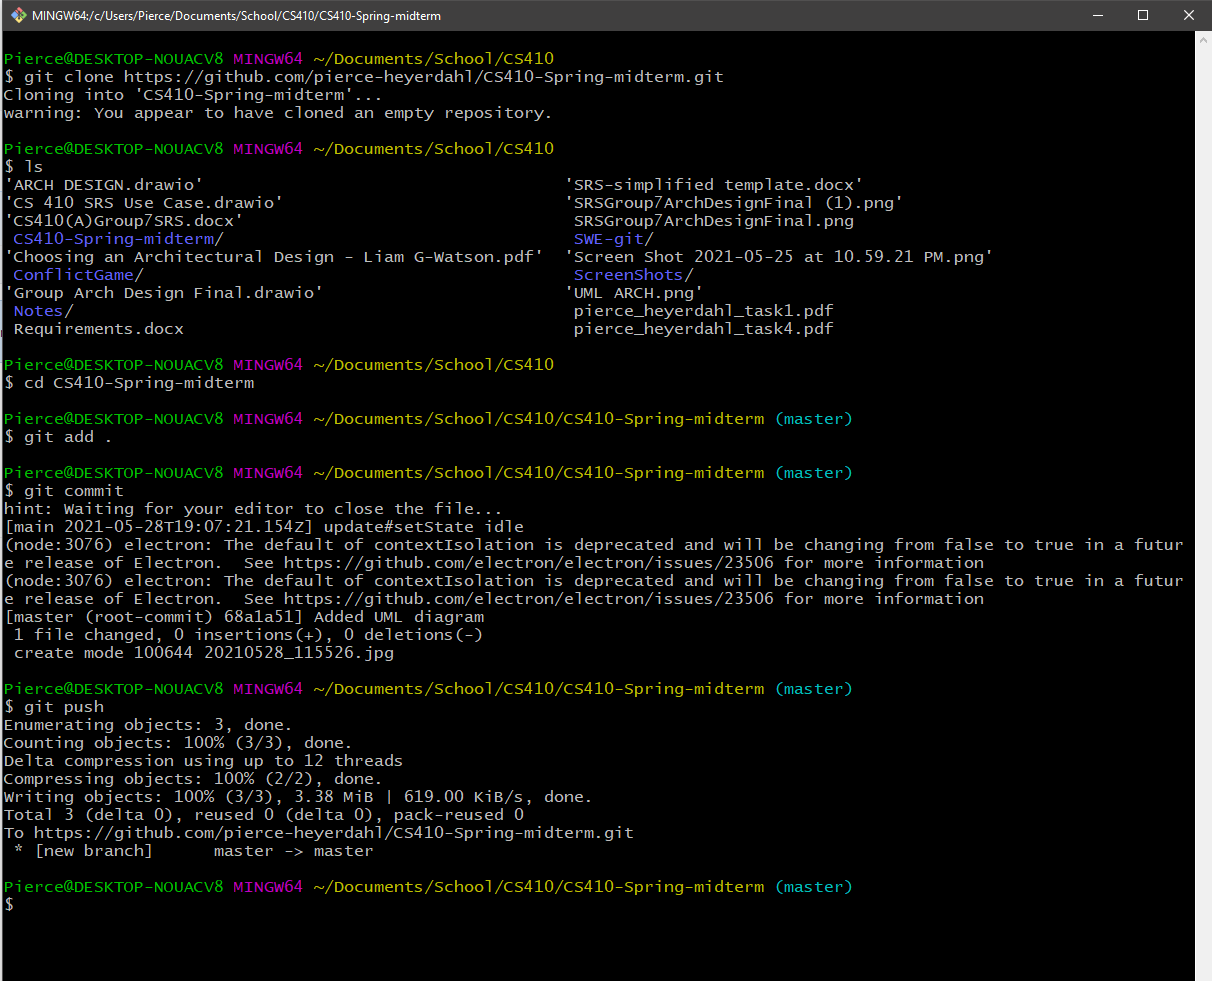 MINGW64:/c/Users/Pierce/Documents/School/CS410/CS410-Spring-midterm
Pierce@DESKTOP-NOUACV8 MINGW64 ~/Documents/School/CS410
$ git clone https://github.com/pierce-heyerdahl/CS410-Spring-midterm.git
Cloning into 'CS410-Spring-midterm'...
warning: You appear to have cloned an empty repository.
Pierce@DESKTOP-NOUACV8 MINGW64 ~/Documents/School/CS410
$ ls
'ARCH DESIGN.drawio' 'SRS-simplified template.docx'
'CS 410 SRS Use Case.drawio' 'SRSGroup7ArchDesignFinal (1).png'
'CS410(A)Group7SRS.docx' SRSGroup7ArchDesignFinal.png
CS410-Spring-midterm/ SWE-git/
'Choosing an Architectural Design - Liam G-Watson.pdf' 'Screen Shot 2021-05-25 at 10.59.21 PM.png'
ConflictGame/ ScreenShots/
'Group Arch Design Final.drawio' 'UML ARCH.png'
Notes/ pierce_heyerdahl_task1.pdf
Requirements.docx pierce_heyerdahl_task4.pdf
Pierce@DESKTOP-NOUACV8 MINGW64 ~/Documents/School/CS410
$ cd CS410-Spring-midterm
Pierce@DESKTOP-NOUACV8 MINGW64 ~/Documents/School/CS410/CS410-Spring-midterm (master)
$ git add .
Pierce@DESKTOP-NOUACV8 MINGW64 ~/Documents/School/CS410/CS410-Spring-midterm (master)
$ git commit
hint: Waiting for your editor to close the file...
[main 2021-05-28T19:07:21.154Z] update#setState idle
(node:3076) electron: The default of contextIsolation is deprecated and will be changing from false to true in a futur
e release of Electron.  See https://github.com/electron/electron/issues/23506 for more information
(node:3076) electron: The default of contextIsolation is deprecated and will be changing from false to true in a futur
e release of Electron.  See https://github.com/electron/electron/issues/23506 for more information
[master (root-commit) 68a1a51] Added UML diagram
1 file changed, 0 insertions(+), 0 deletions(-)
create mode 100644 20210528_115526.jpg
Pierce@DESKTOP-NOUACV8 MINGW64 ~/Documents/School/CS410/CS410-Spring-midterm (master)
$ git push
Enumerating objects: 3, done.
Counting objects: 100% (3/3), done.
Delta compression using up to 12 threads
Compressing objects: 100% (2/2), done.
Writing objects: 100% (3/3), 3.38 MiB | 619.00 KiB/s, done.
Total 3 (delta 0), reused 0 (delta 0), pack-reused 0
To https://github.com/pierce-heyerdahl/CS410-Spring-midterm.git
* [new branch] master -> master
Pierce@DESKTOP-NOUACV8 MINGW64 ~/Documents/School/CS410/CS410-Spring-midterm (master)
$